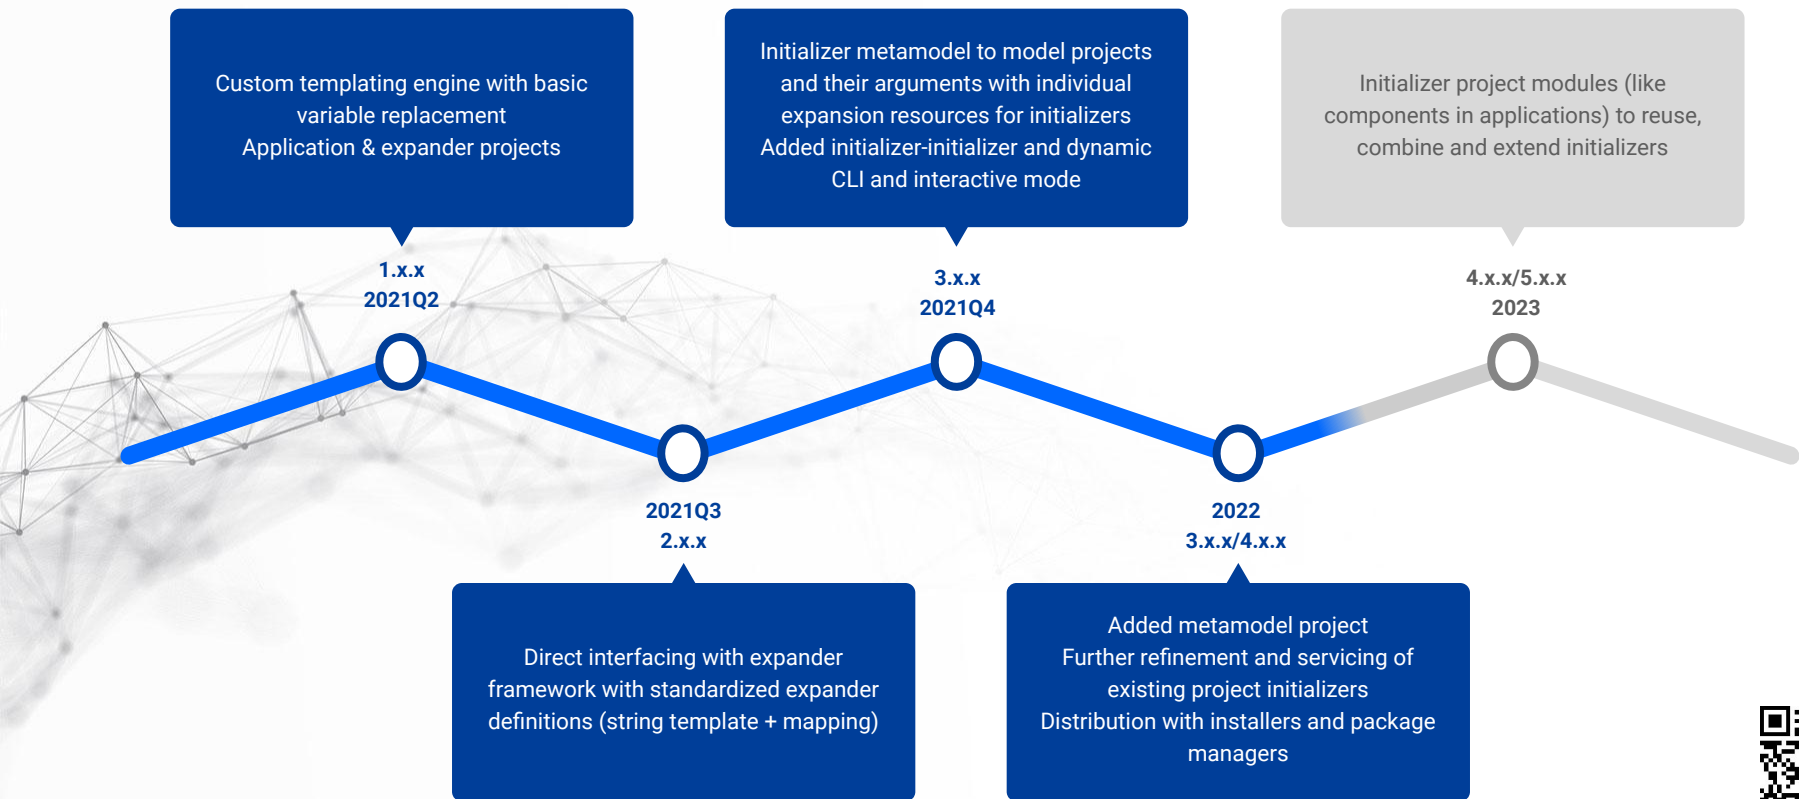 Custom templating engine with basic
variable replacement
Application & expander projects
1.x.x
2021Q2
Direct interfacing with expander
framework with standardized expander
definitions (string template + mapping)
2021Q3
2.x.x
Initializer metamodel to model projects
and their arguments with individual
expansion resources for initializers
Added initializer-initializer and dynamic
CLI and interactive mode
3.x.x
2021Q4
2022
3.x.x/4.x.x
Added metamodel project
Further refinement and servicing of
existing project initializers
Distribution with installers and package
managers
Initializer project modules (like
components in applications) to reuse,
combine and extend initializers
4.x.x/5.x.x
2023